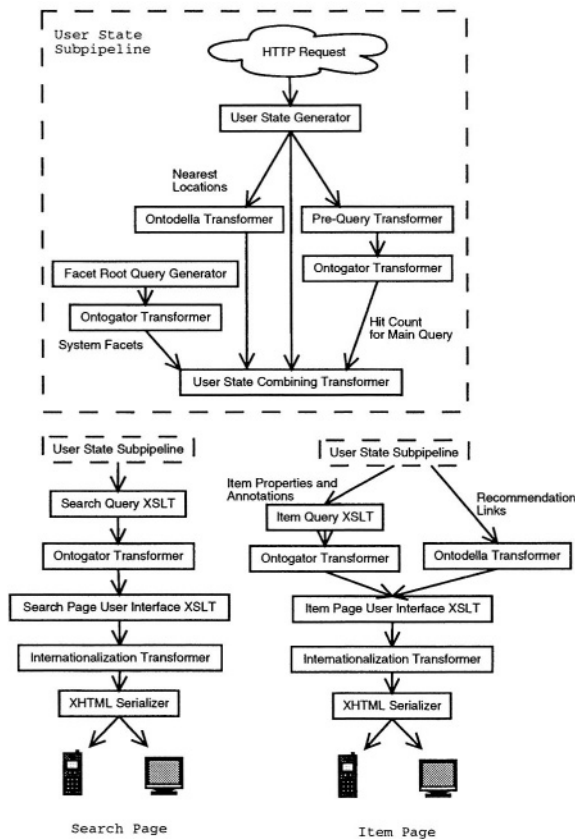 User State
Subpipeline
HTTP Request
User State Generator
Nearest
Locations
Ontodella Transformer
Pre-Query Transformer
Facet Root Query Generator
Ontogator Transformer
Ontogator Transformer
System Facets
Hit Count
for Main Query
User State Combining Transformer
User State Subpipeline
Search Query XSLT
Ontogator Transformer
Search Page User Interface XSLT
Internationalization Transformer
XHTML Serializer
Search Page
User State Subpipeline
Item Properties and
Annotations
Item Query XSLT
Recommendation
Links
Ontogator Transformer
Ontodella Transformer
Item Page User Interface XSLT
Internationalization Transformer
XHTML Serializer
Item Page